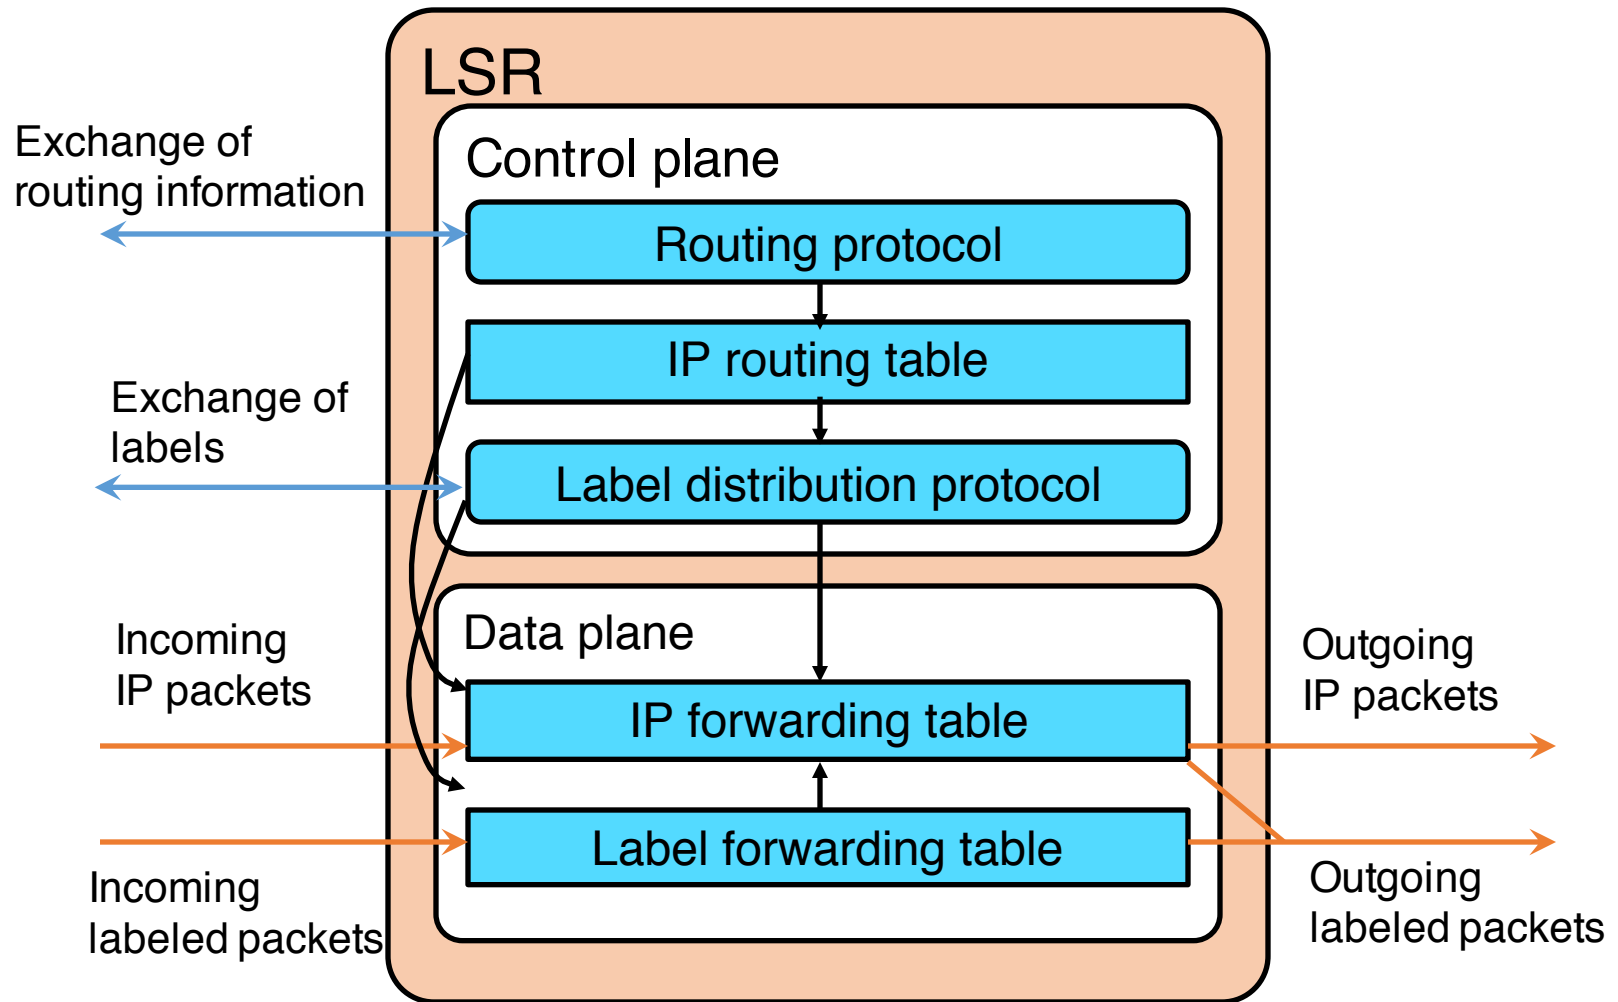 LSR
Control plane
Exchange of
routing information
Routing protocol
IP routing table
Exchange of
labels
Label distribution protocol
Data plane
Incoming
IP packets
IP forwarding table
Outgoing
IP packets
Label forwarding table
Incoming
labeled packets
Outgoing
labeled packets